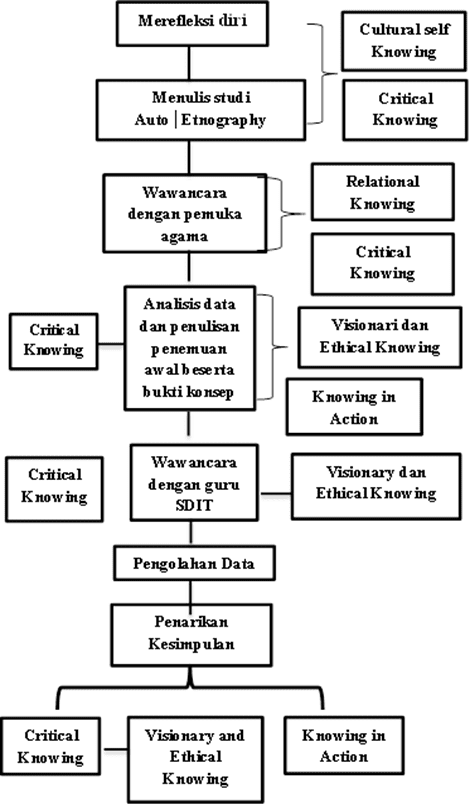 Merefleksi diri
Cultural self
Knowing
Menulis studi
Auto | Etnography
Critical
Knowing
Wawancara
dengan pemuka
agama
Relational
Knowing
Critical
Knowing
Critical
Knowing
Analisis data
dan penulisan
penemuan
awal beserta
bukti konsep
Visionari dan
Ethical Knowing
Knowing in
Action
Critical
Knowing
Wawancara
dengan guru
SDIT
Visionary dan
Ethical Knowing
Pengolahan Data
Penarikan
Kesimpulan
Critical
Knowing
Visionary and
Ethical
Knowing
Knowing in
Action